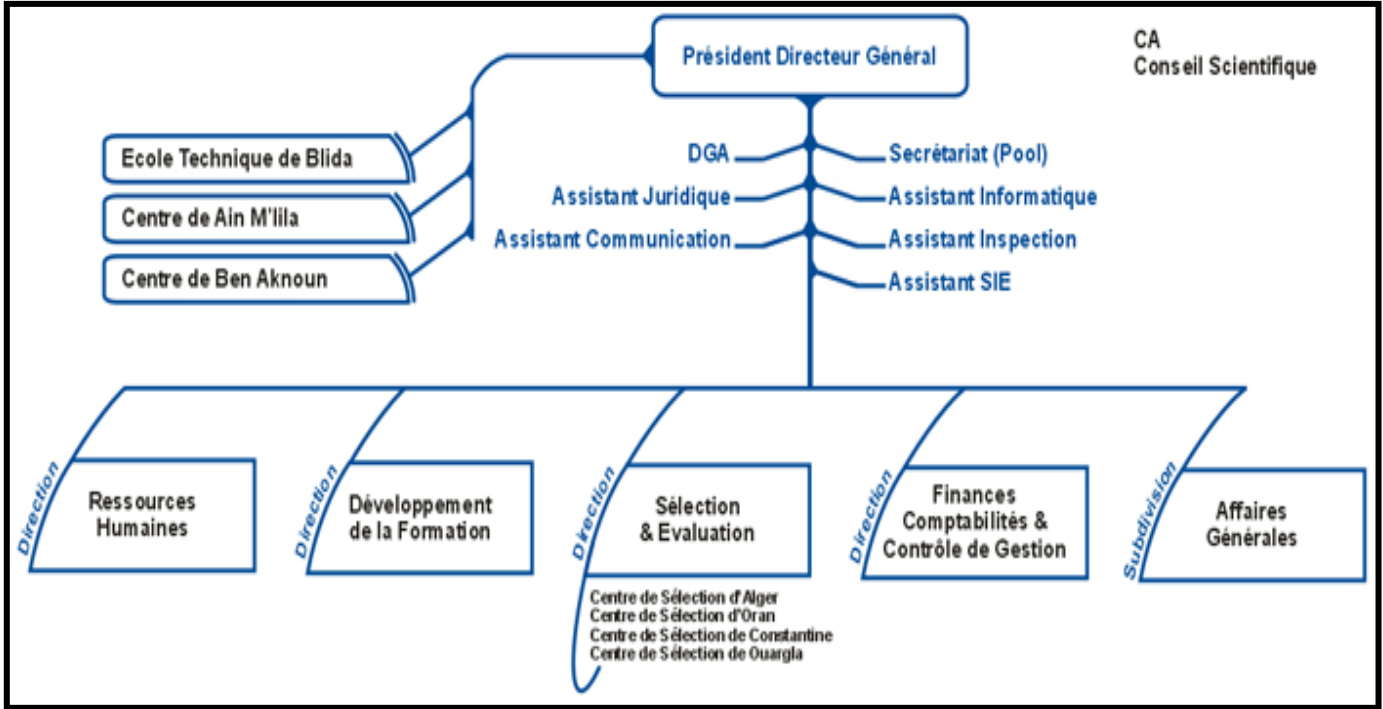 Président Directeur Général
CA
Conseil Scientifique
Ecole Technique de Blida
Centre de Ain M'lila
Centre de Ben Aknoun
DGA
Secrétariat (Pool)
Assistant Juridique
Assistant Informatique
Assistant Communication
Assistant Inspection
Assistant SIE
Direction
Ressources
Humaines
Direction
Développement
de la Formation
Direction
Sélection
& Evaluation
Centre de Sélection d'Alger
Centre de Sélection d'Oran
Centre de Sélection de Constantine
Centre de Sélection de Ouargla
Direction
Finances
Comptabilités &
Contrôle de Gestion
Subdivision
Affaires
Générales